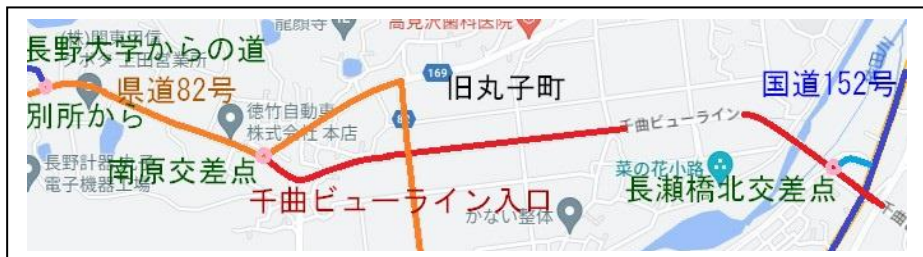 龍顔寺
高見沢歯科医院
長野大学からの道
県道82号
別所から
169
旧丸子町
国道152号
徳竹自動車
株式会社 本店
82
千曲ビューライン
長野計器
電子機器工場
南原交差点
千曲ビューライン入口
菜の花小路
長瀬橋北交差点
かない整体